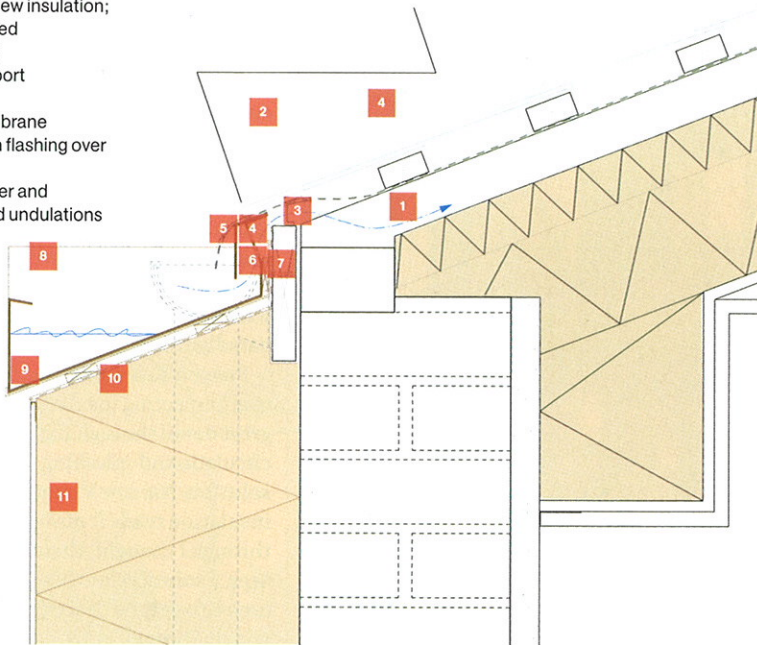 ew insulation;
ed
port
brane
n flashing over
er and
d undulations
2
4
1
3
5
4
8
6
7
9
10
11